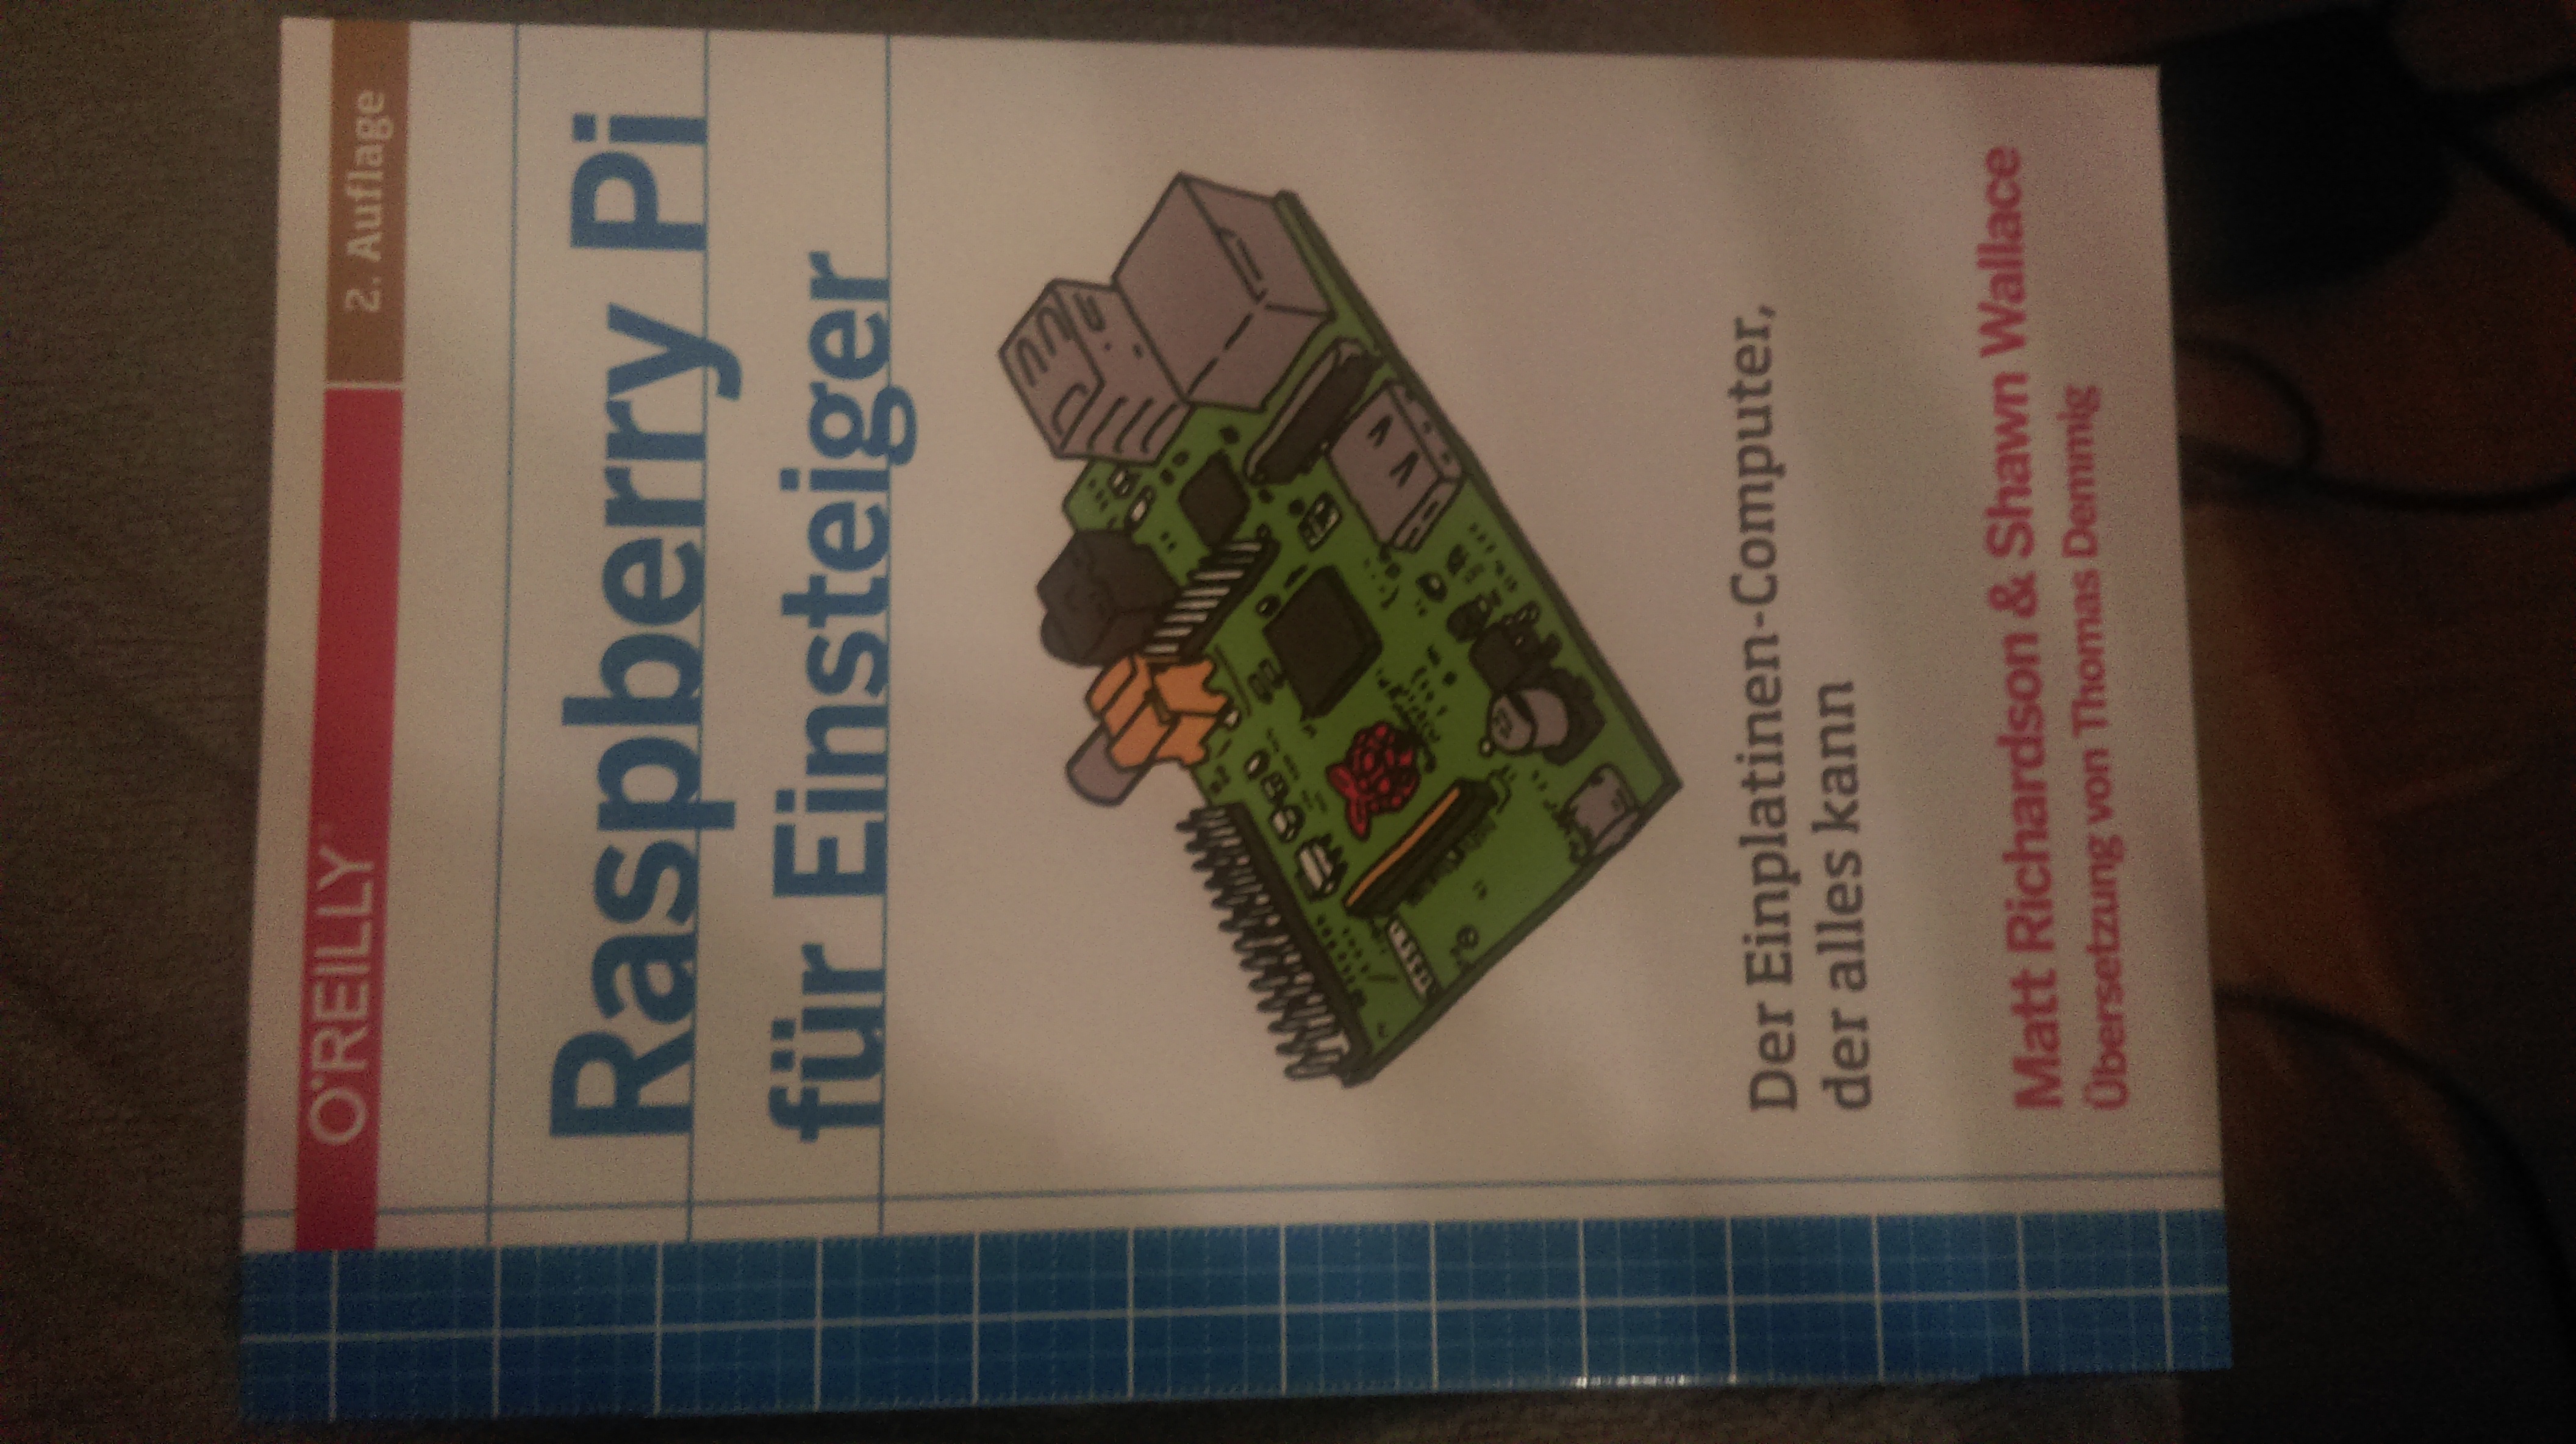 O'REILLY®
2. Auflage
Raspberry Pi
für Einsteiger
Der Einplatinen-Computer,
der alles kann
Matt Richardson & Shawn Wallace
Übersetzung von Thomas Demmig